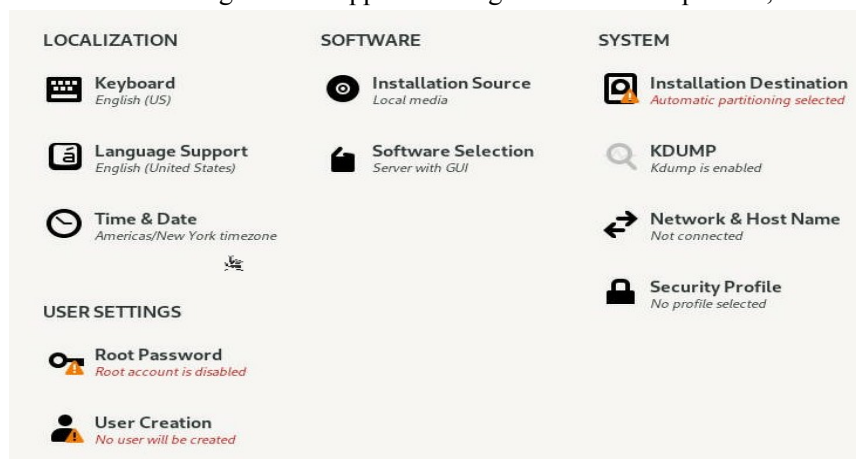 LOCALIZATION
Keyboard
English (US)
Language Support
English (United States)
Time & Date
Americas/New York timezone
USER SETTINGS
Root Password
Root account is disabled
User Creation
No user will be created
SOFTWARE
Installation Source
Local media
Software Selection
Server with GUI
SYSTEM
Installation Destination
Automatic partitioning selected
KDUMP
Kdump is enabled
Network & Host Name
Not connected
Security Profile
No profile selected